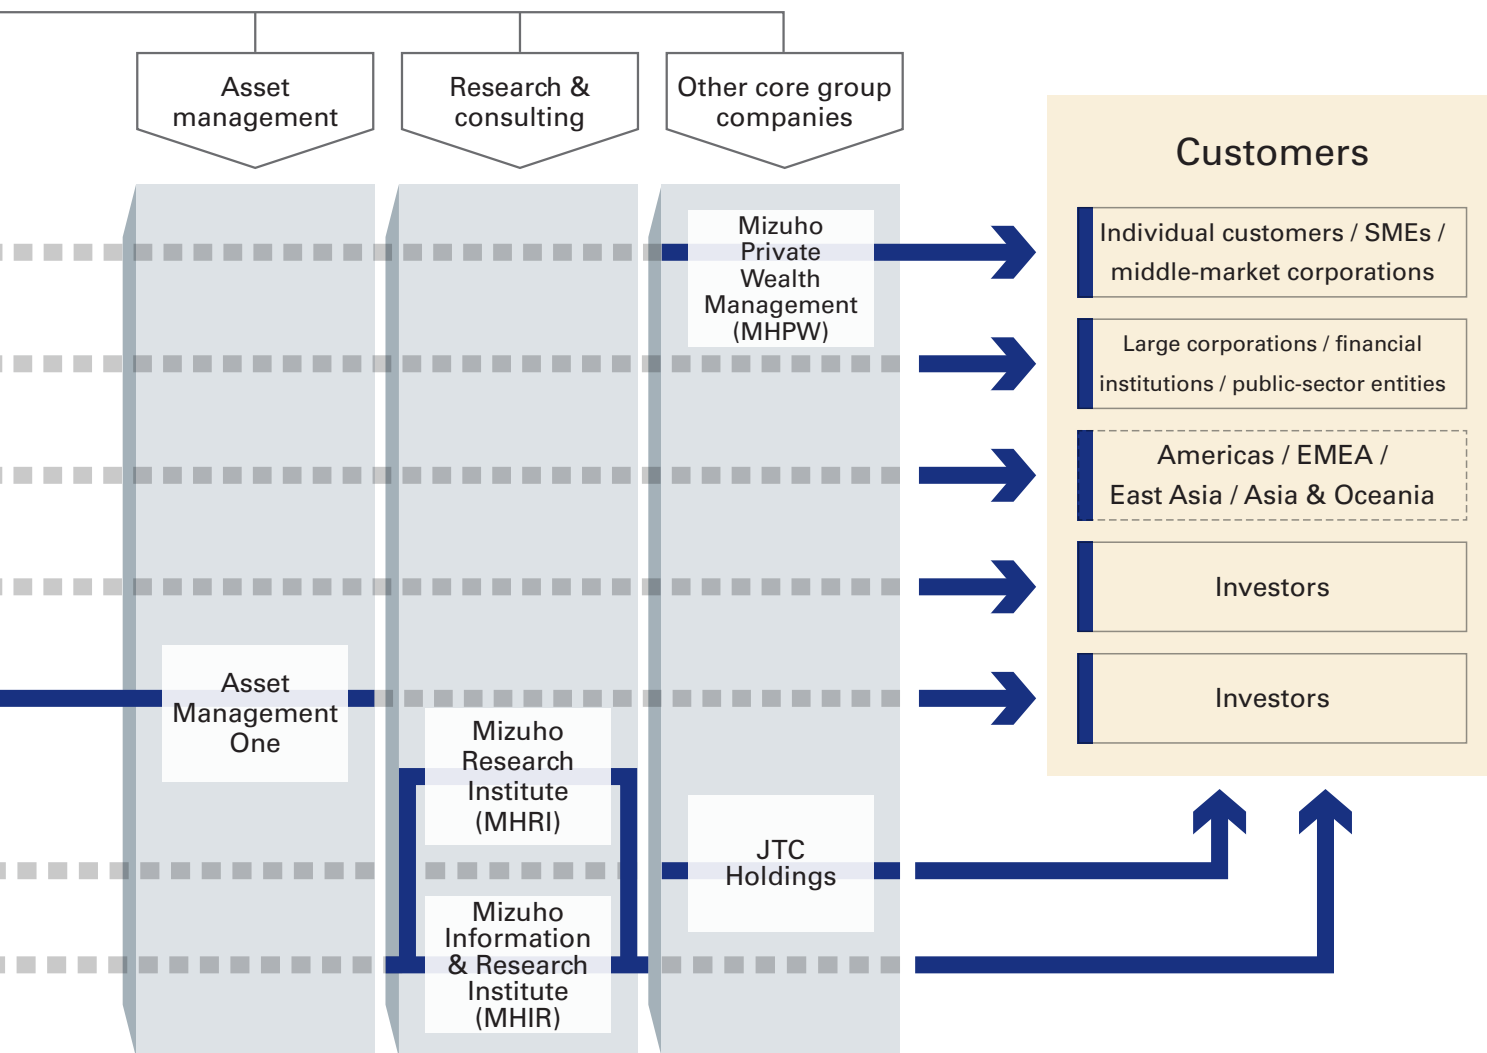 Asset
management
Research &
consulting
Other core group
companies
Customers
Mizuho
Private
Wealth
Management
(MHPW)
Individual customers / SMEs /
middle-market corporations
Large corporations / financial
institutions / public-sector entities
Americas / EMEA /
East Asia / Asia & Oceania
Investors
Asset
Management
One
Investors
Mizuho
Research
Institute
(MHRI)
JTC
Holdings
Mizuho
Information
& Research
Institute
(MHIR)